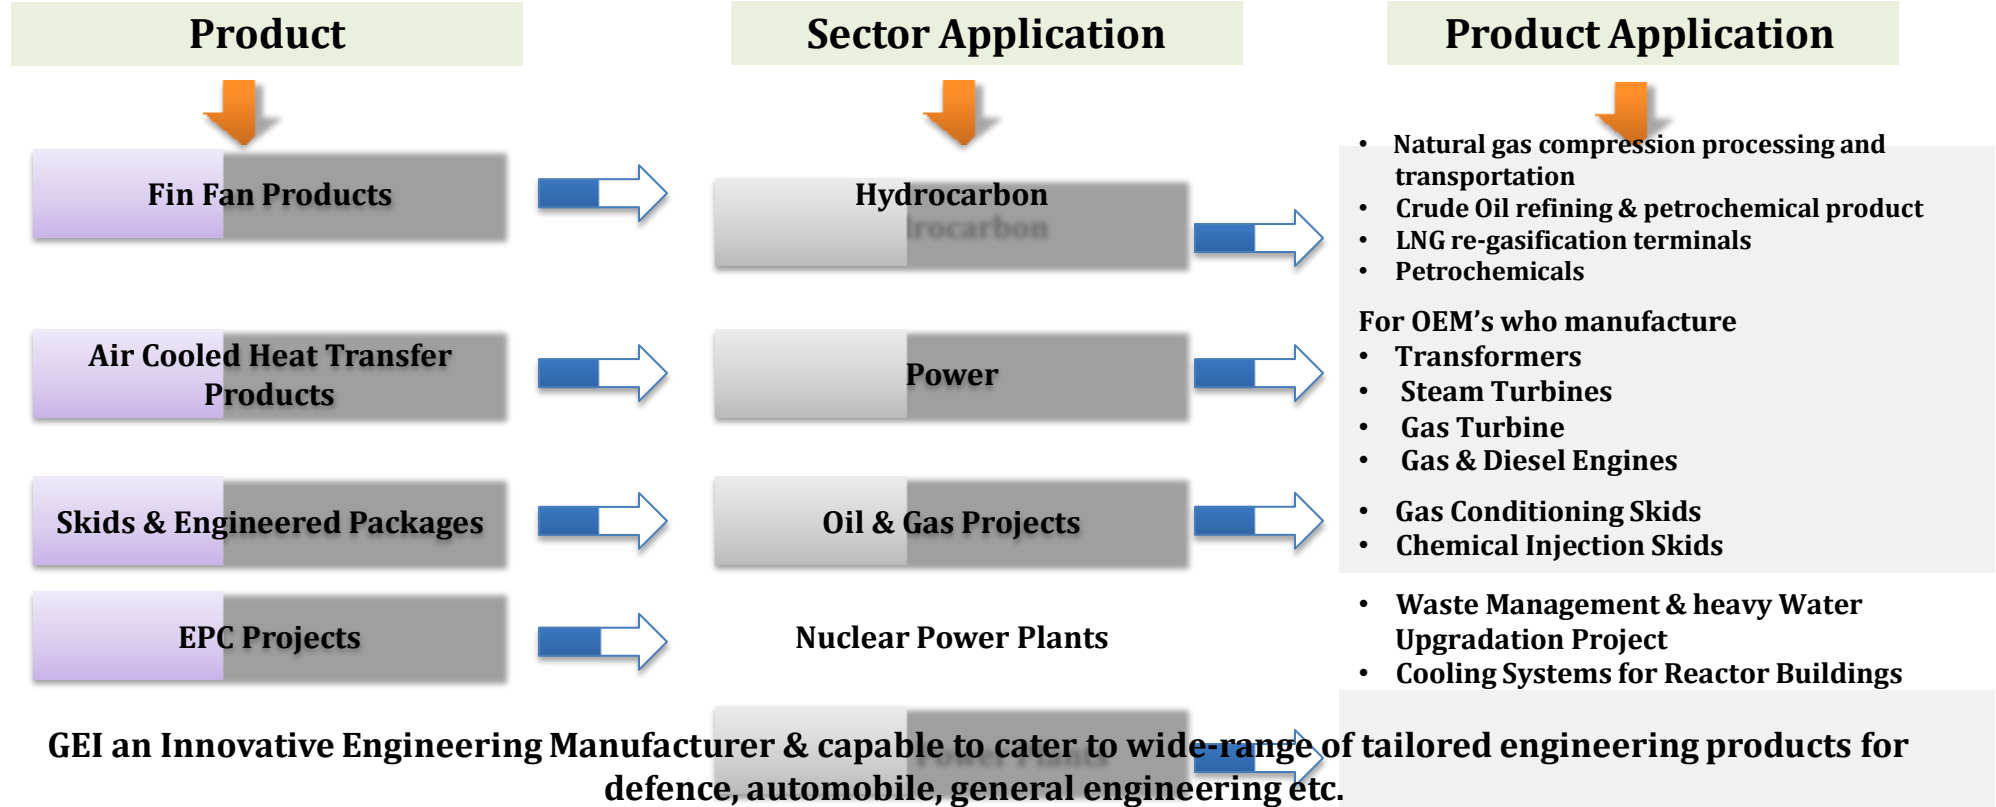 Product
Sector Application
Product Application
Fin Fan Products
Hydrocarbon
• Natural gas compression processing and
transportation
• Crude Oil refining & petrochemical product
• LNG re-gasification terminals
• Petrochemicals
Air Cooled Heat Transfer
Products
Power
For OEM’s who manufacture
• Transformers
• Steam Turbines
• Gas Turbine
• Gas & Diesel Engines
Skids & Engineered Packages
Oil & Gas Projects
• Gas Conditioning Skids
• Chemical Injection Skids
EPC Projects
Nuclear Power Plants
• Waste Management & heavy Water
Upgradation Project
• Cooling Systems for Reactor Buildings
GEI an Innovative Engineering Manufacturer & capable to cater to wide-range of tailored engineering products for
defence, automobile, general engineering etc.